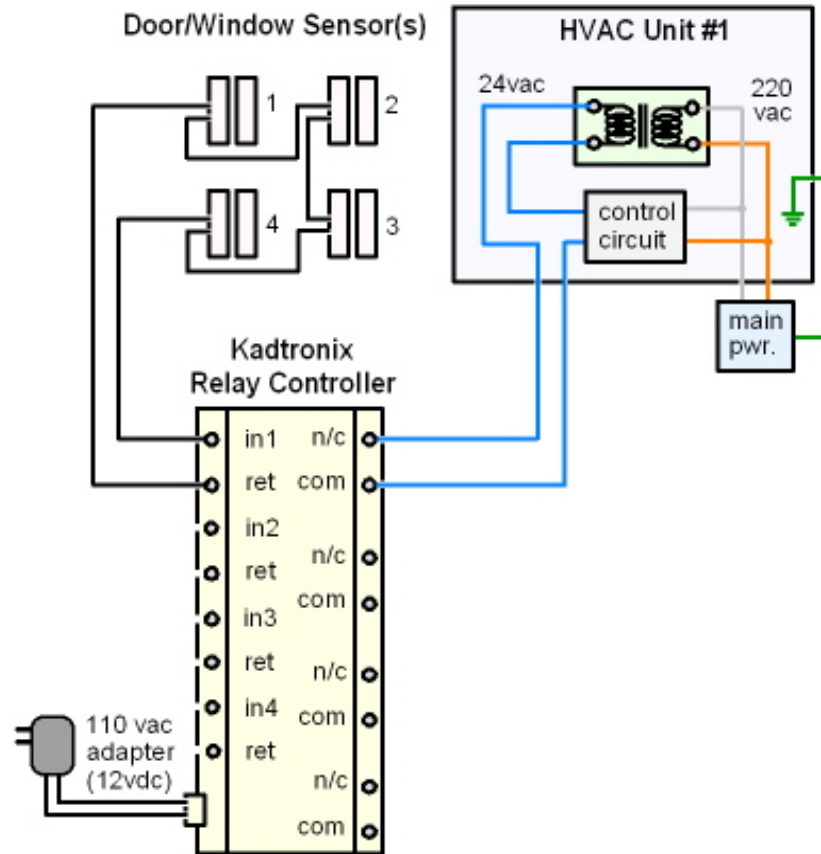 Door/Window Sensor(s)
HVAC Unit #1
1
2
4
3
24vac
220
vac
control
circuit
main
pwr.
Kadtronix
Relay Controller
in1
n/c
ret
com
in2
n/c
ret
com
in3
ret
n/c
in4
com
ret
n/c
com
110 vac
adapter
(12vdc)